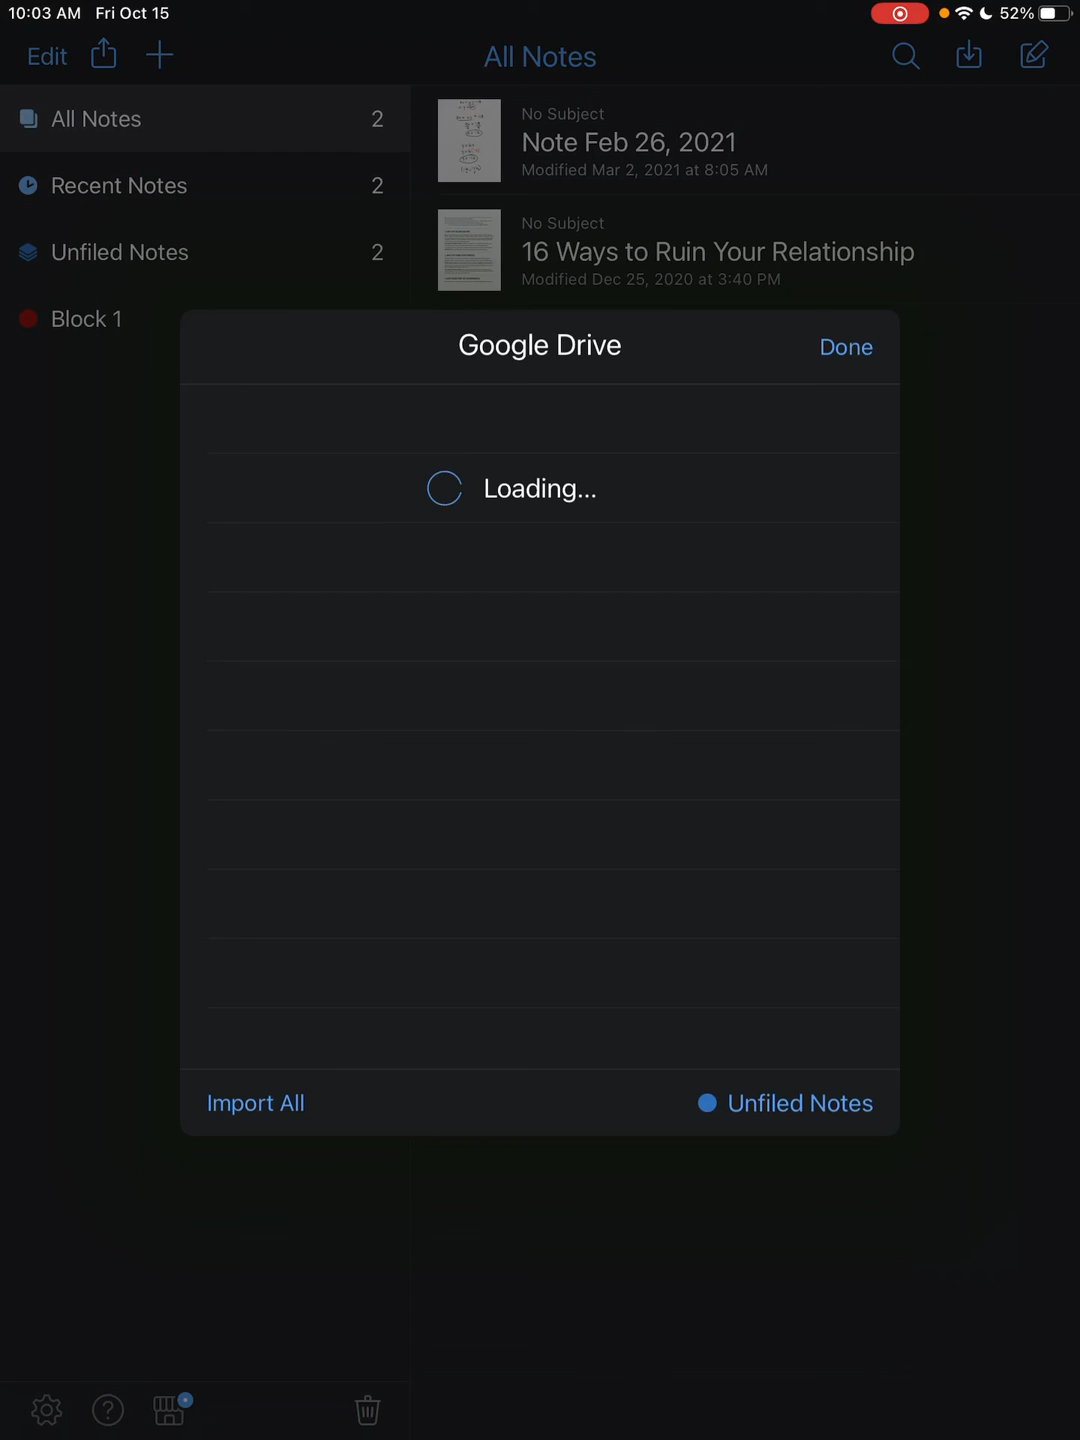 10:03 AM Fri Oct 15 52%
Edit All Notes
All Notes 2
Recent Notes 2
Unfiled Notes 2
Block 1
No Subject
Note Feb 26, 2021
Modified Mar 2, 2021 at 8:05 AM
No Subject
16 Ways to Ruin Your Relationship
Modified Dec 25, 2020 at 3:40 PM
Google Drive Done
Loading...
Import All Unfiled Notes